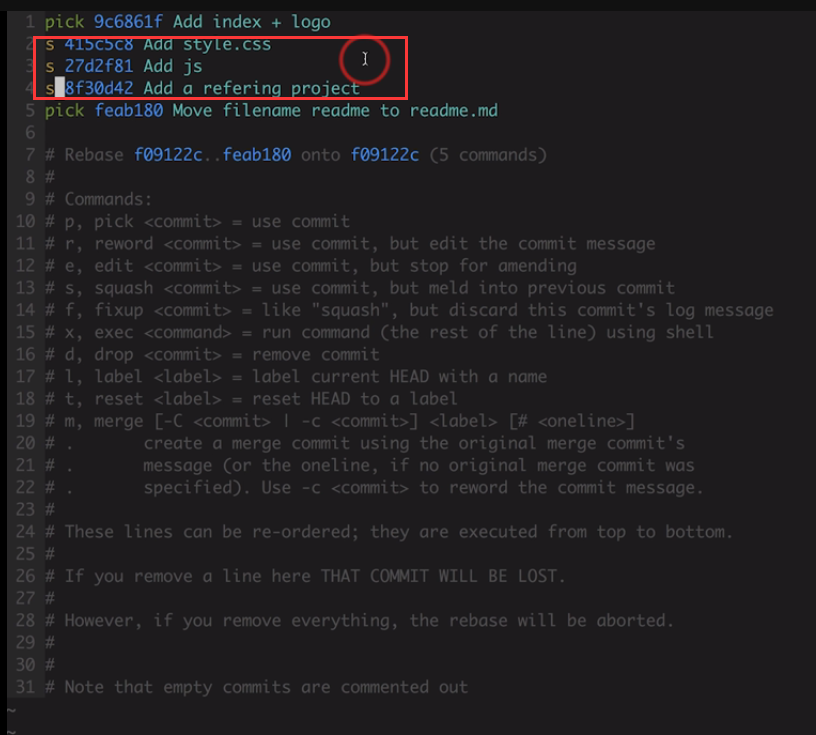 1 pick 9c6861f Add index + logo
2 s 415c5c8 Add style.css
3 s 27d2f81 Add js
4 s 8f30d42 Add a refering project
5 pick feab180 Move filename readme to readme.md
6
7 # Rebase f09122c..feab180 onto f09122c (5 commands)
8 #
9 # Commands:
10 # p, pick <commit> = use commit
11 # r, reword <commit> = use commit, but edit the commit message
12 # e, edit <commit> = use commit, but stop for amending
13 # s, squash <commit> = use commit, but meld into previous commit
14 # f, fixup <commit> = like "squash", but discard this commit's log message
15 # x, exec <command> = run command (the rest of the line) using shell
16 # d, drop <commit> = remove commit
17 # l, label <label> = label current HEAD with a name
18 # t, reset <label> = reset HEAD to a label
19 # m, merge [-C <commit> | -c <commit>] <label> [# <oneline>]
20 # .       create a merge commit using the original merge commit's
21 # .       message (or the oneline, if no original merge commit was
22 # .       specified). Use -c <commit> to reword the commit message.
23 #
24 # These lines can be re-ordered; they are executed from top to bottom.
25 #
26 # If you remove a line here THAT COMMIT WILL BE LOST.
27 #
28 # However, if you remove everything, the rebase will be aborted.
29 #
30 #
31 # Note that empty commits are commented out
~
~